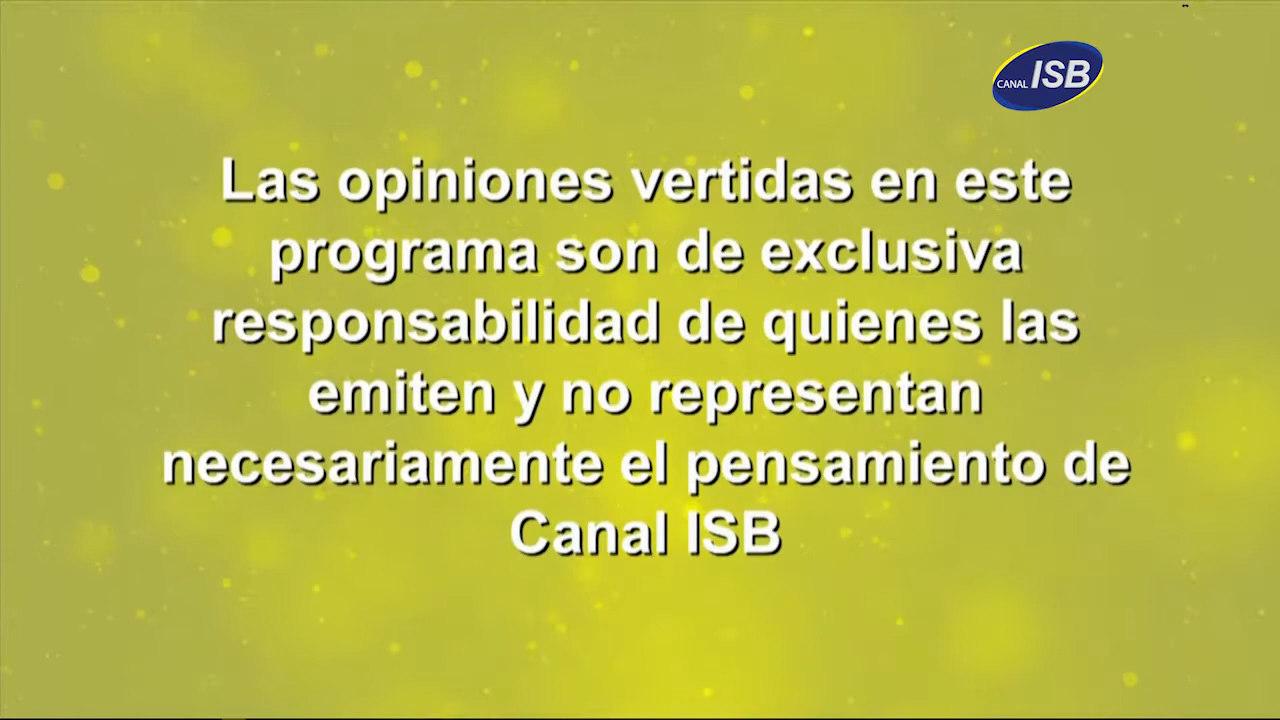 CANAL ISB
Las opiniones vertidas en este
programa son de exclusiva
responsabilidad de quienes las
emiten y no representan
necesariamente el pensamiento de
Canal ISB